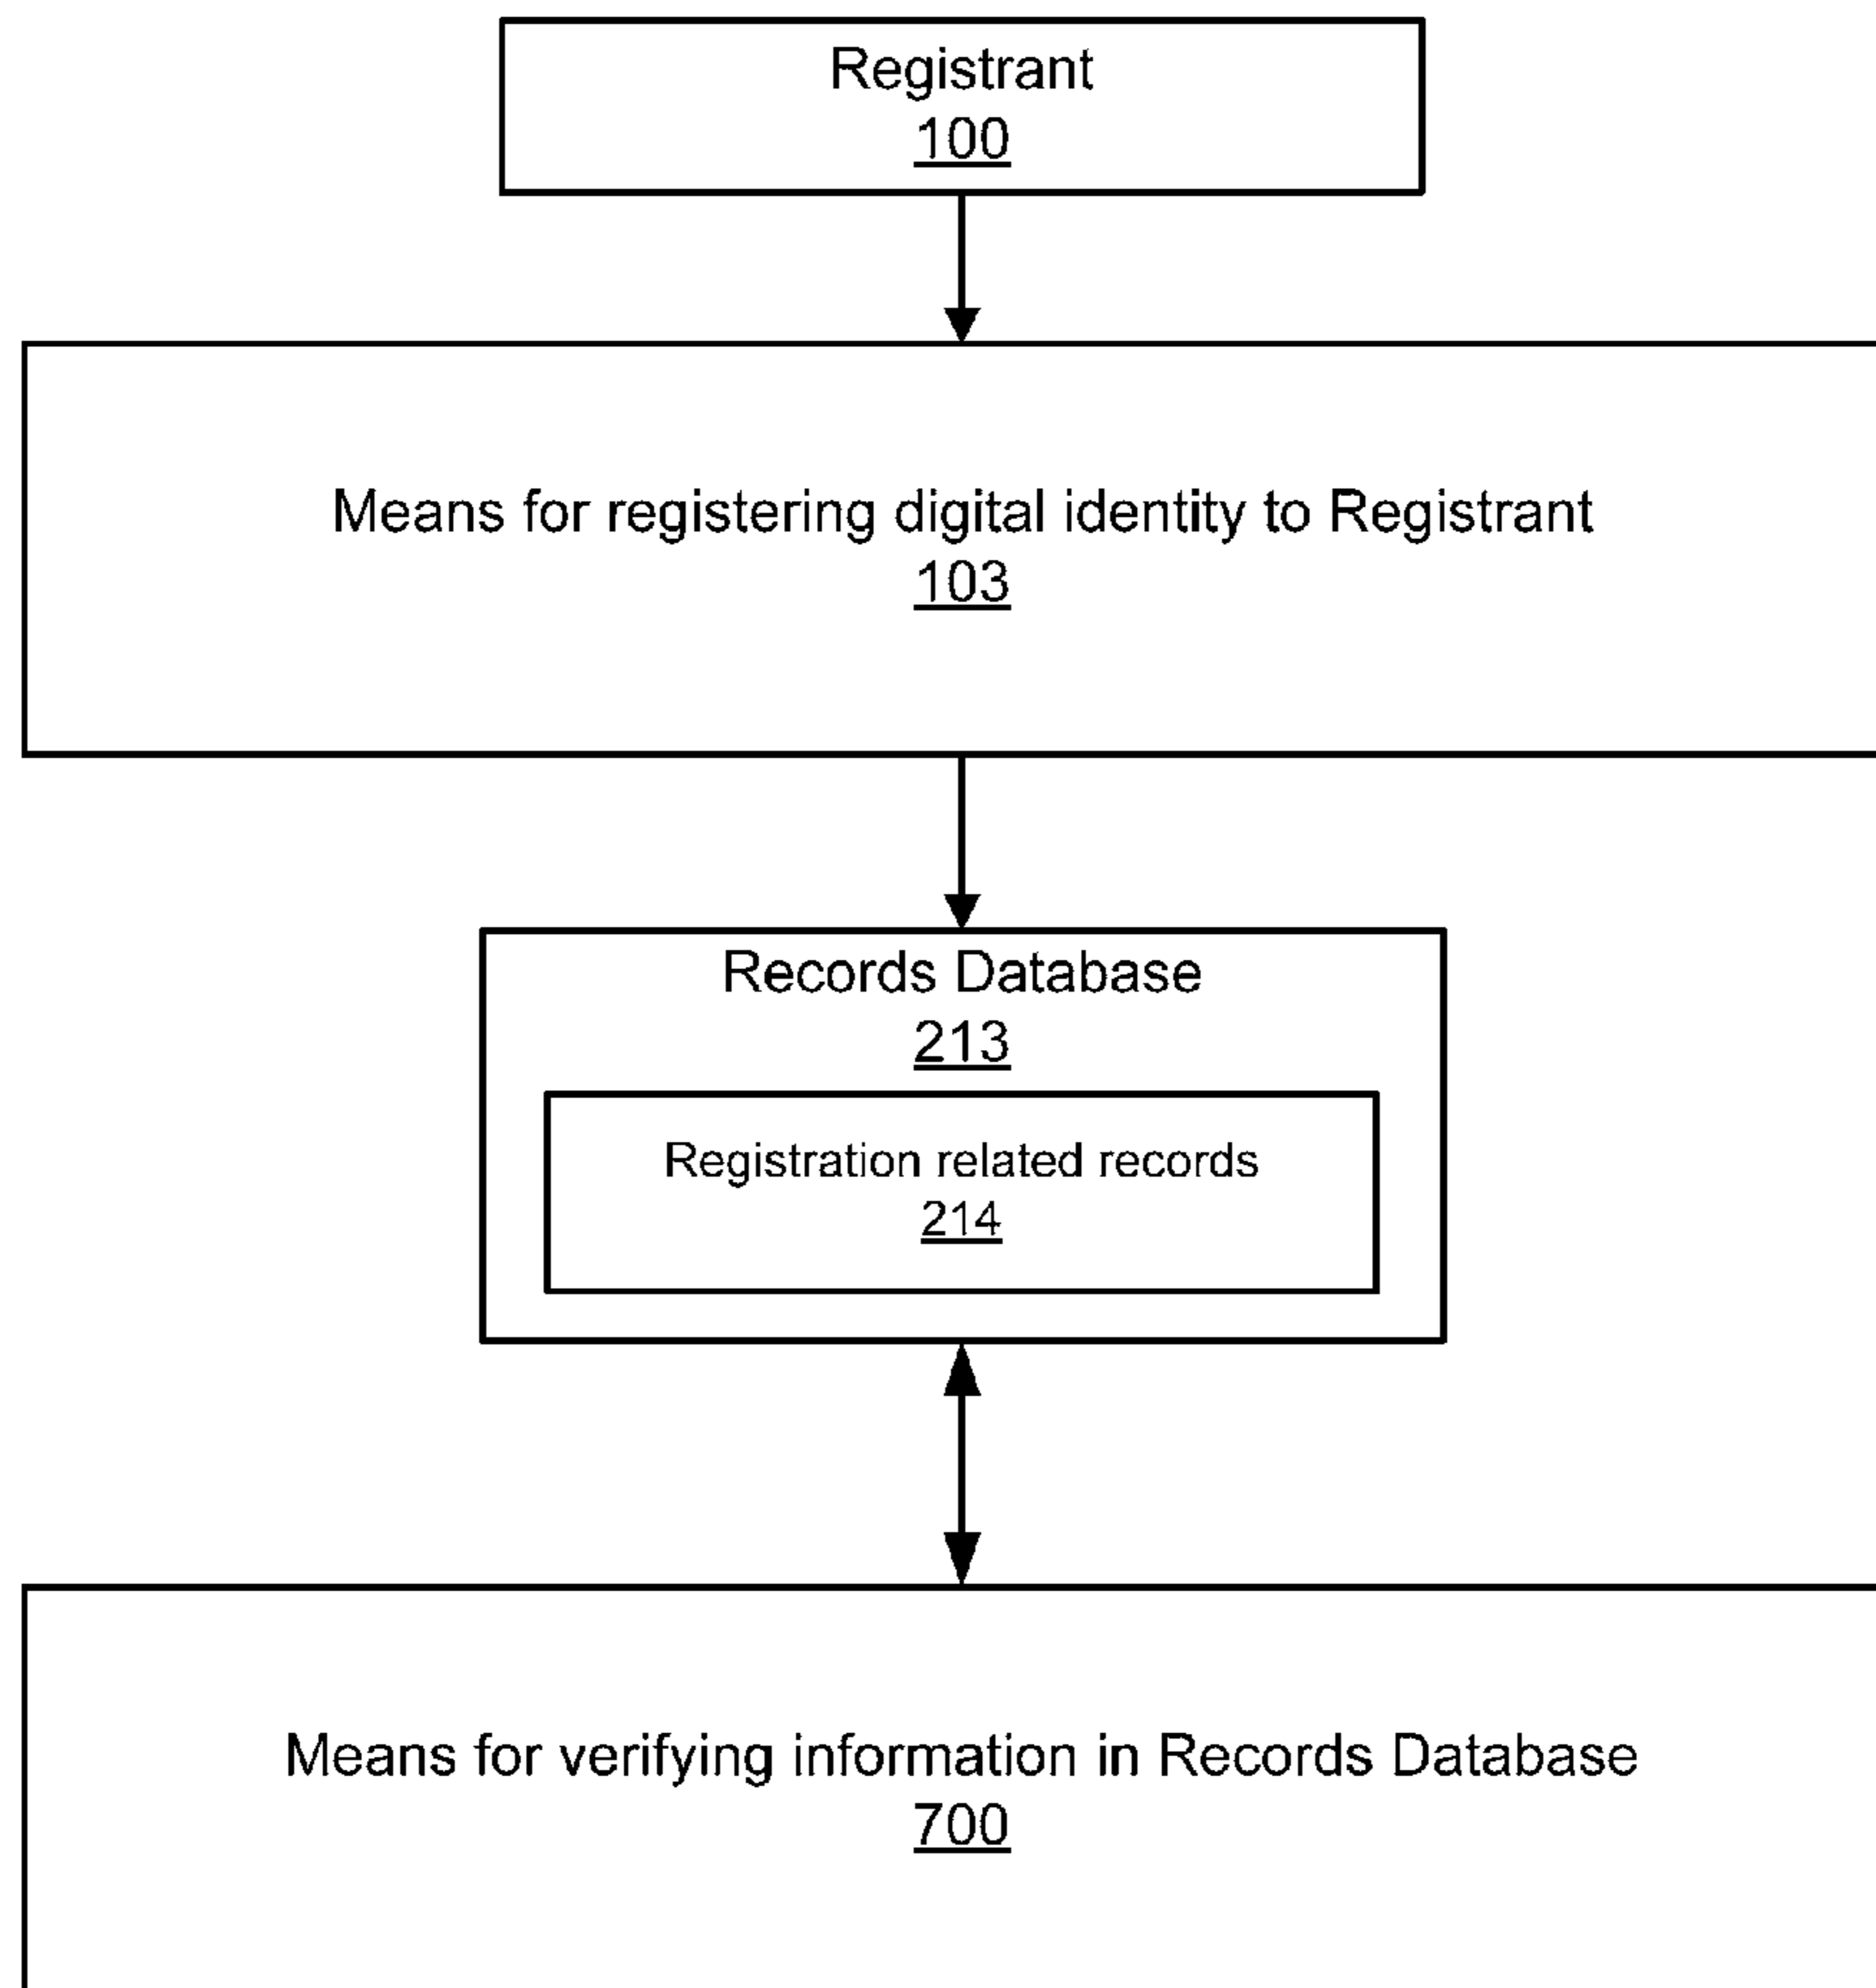 Registrant
100
Means for registering digital identity to Registrant
103
Records Database
213
Registration related records
214
Means for verifying information in Records Database
700